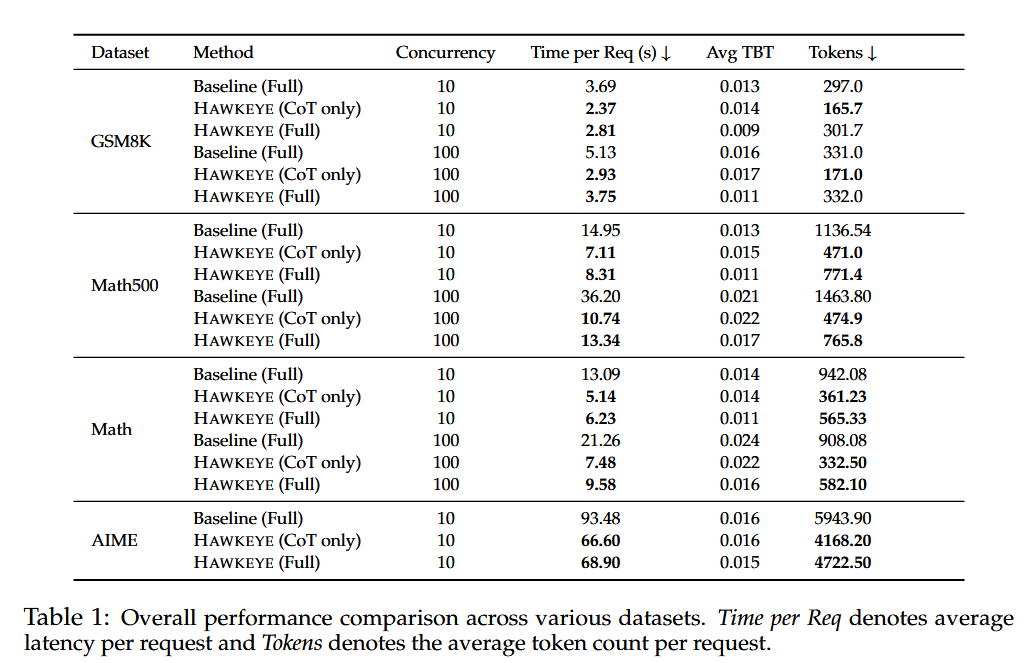 Dataset Method Concurrency Time per Req (s) ↓ Avg TBT Tokens ↓
Baseline (Full) 10 3.69 0.013 297.0
HAWKEYE (CoT only) 10 2.37 0.014 165.7
HAWKEYE (Full) 10 2.81 0.009 301.7
GSM8K
Baseline (Full) 100 5.13 0.016 331.0
HAWKEYE (CoT only) 100 2.93 0.017 171.0
HAWKEYE (Full) 100 3.75 0.011 332.0
Baseline (Full) 10 14.95 0.013 1136.54
HAWKEYE (CoT only) 10 7.11 0.015 471.0
HAWKEYE (Full) 10 8.31 0.011 771.4
Math500
Baseline (Full) 100 36.20 0.021 1463.80
HAWKEYE (CoT only) 100 10.74 0.022 474.9
HAWKEYE (Full) 100 13.34 0.017 765.8
Baseline (Full) 10 13.09 0.014 942.08
HAWKEYE (CoT only) 10 5.14 0.014 361.23
HAWKEYE (Full) 10 6.23 0.011 565.33
Math
Baseline (Full) 100 21.26 0.024 908.08
HAWKEYE (CoT only) 100 7.48 0.022 332.50
HAWKEYE (Full) 100 9.58 0.016 582.10
Baseline (Full) 10 93.48 0.016 5943.90
AIME HAWKEYE (CoT only) 10 66.60 0.016 4168.20
HAWKEYE (Full) 10 68.90 0.015 4722.50
Table 1: Overall performance comparison across various datasets. Time per Req denotes average
latency per request and Tokens denotes the average token count per request.